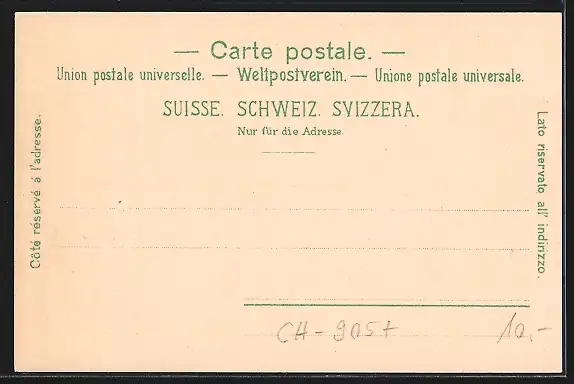 — Carte postale. —
Union postale universelle. — Weltpostverein. — Unione postale universale.
SUISSE. SCHWEIZ. SVIZZERA.
Nur für die Adresse.
Côté réservé à l'adresse.
Lato riservato all' indirizzo.
CH-9057
10,-